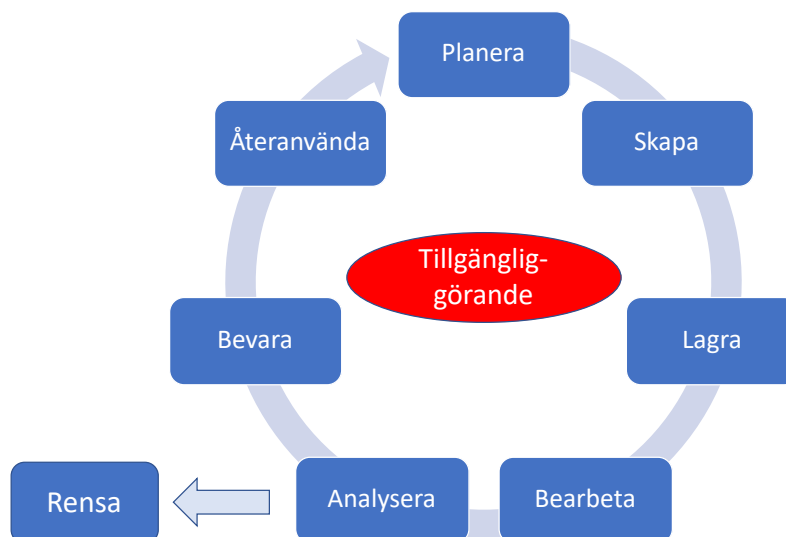 Planera
Återanvända
Skapa
Tillgänglig-
görande
Bevara
Lagra
Rensa
Analysera
Bearbeta